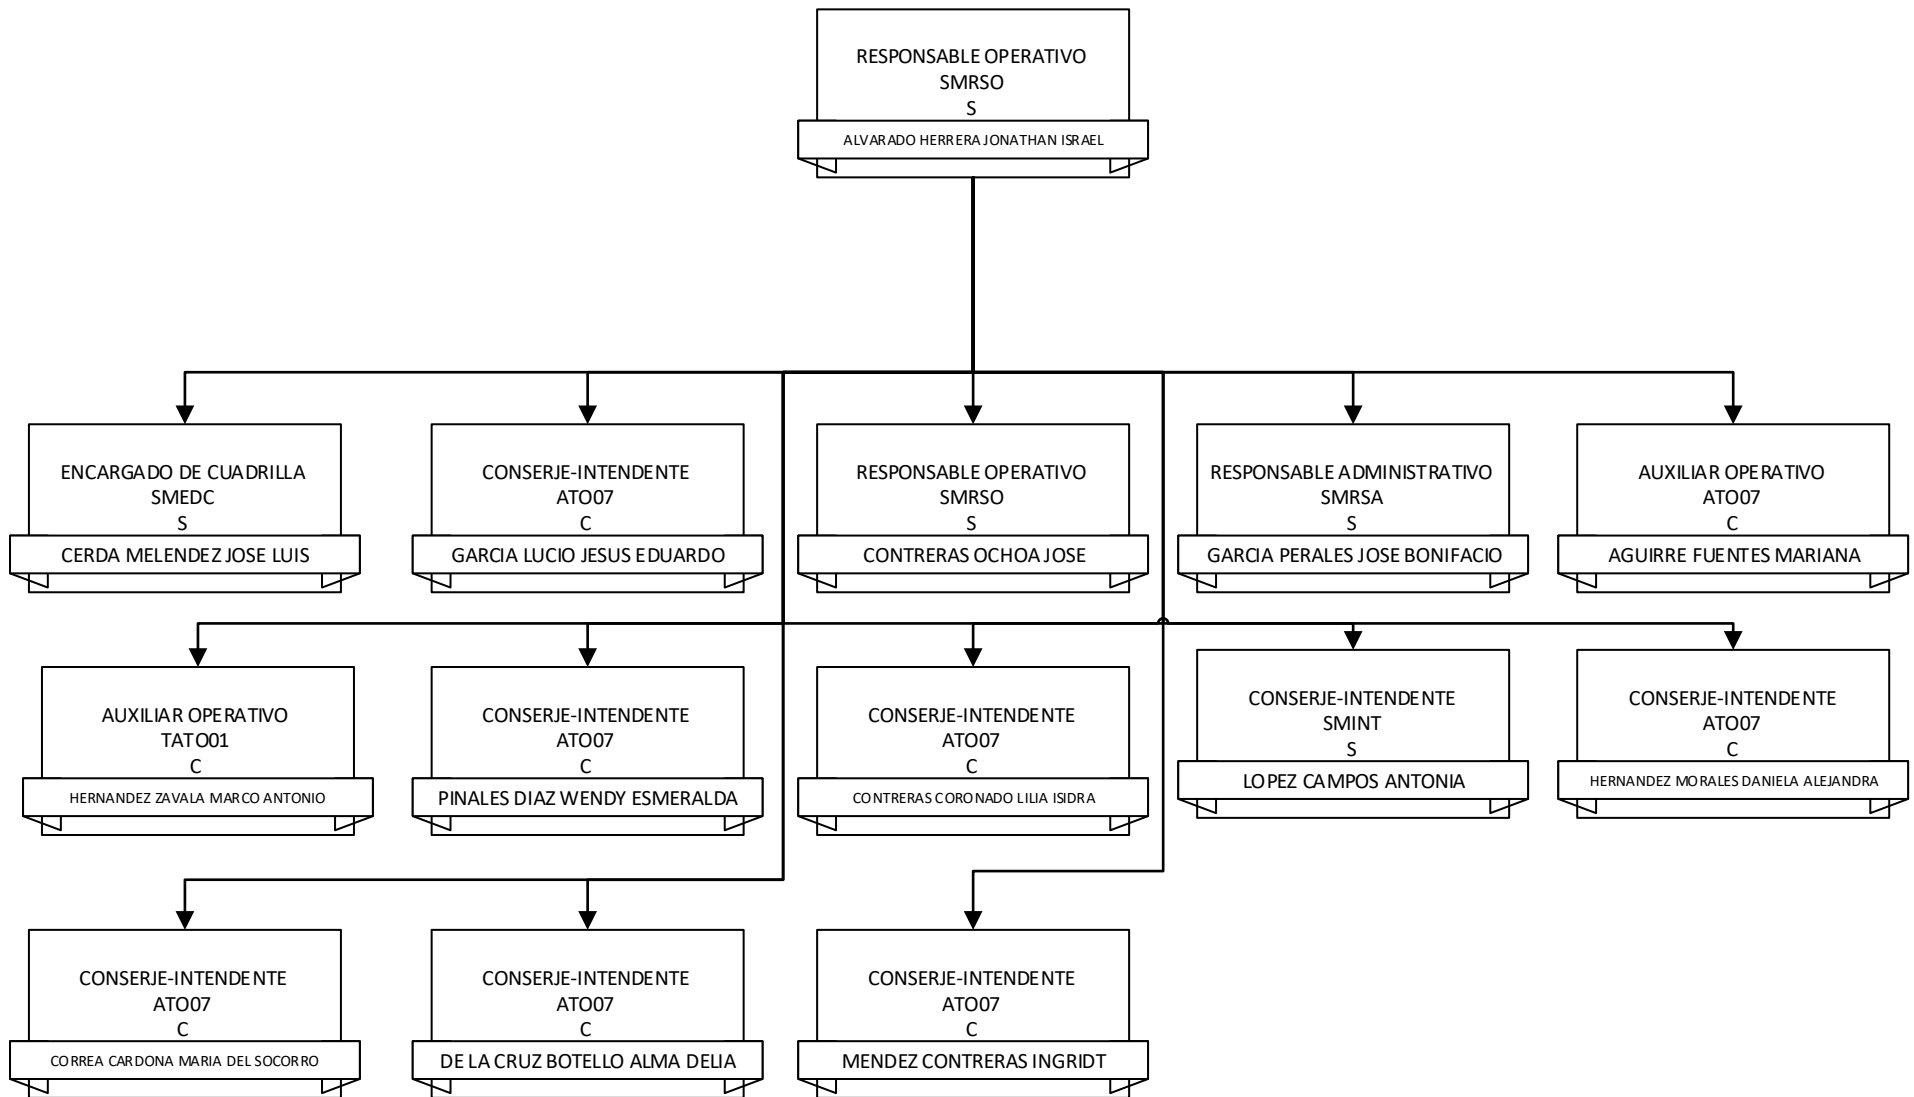 RESPONSABLE OPERATIVO
SMRSO
S
ALVARADO HERRERA JONATHAN ISRAEL
ENCARGADO DE CUADRILLA
SMEDC
S
CERDA MELENDEZ JOSE LUIS
CONSERJE-INTENDENTE
ATO07
C
GARCIA LUCIO JESUS EDUARDO
RESPONSABLE OPERATIVO
SMRSO
S
CONTRERAS OCHOA JOSE
RESPONSABLE ADMINISTRATIVO
SMRSA
S
GARCIA PERALES JOSE BONIFACIO
AUXILIAR OPERATIVO
ATO07
C
AGUIRRE FUENTES MARIANA
AUXILIAR OPERATIVO
TATO01
C
HERNANDEZ ZAVALA MARCO ANTONIO
CONSERJE-INTENDENTE
ATO07
C
PINALES DIAZ WENDY ESMERALDA
CONSERJE-INTENDENTE
ATO07
C
CONTRERAS CORONADO LILIA ISIDRA
CONSERJE-INTENDENTE
SMINT
S
LOPEZ CAMPOS ANTONIA
CONSERJE-INTENDENTE
ATO07
C
HERNANDEZ MORALES DANIELA ALEJANDRA
CONSERJE-INTENDENTE
ATO07
C
CORREA CARDONA MARIA DEL SOCORRO
CONSERJE-INTENDENTE
ATO07
C
DE LA CRUZ BOTELLO ALMA DELIA
CONSERJE-INTENDENTE
ATO07
C
MENDEZ CONTRERAS INGRIDT